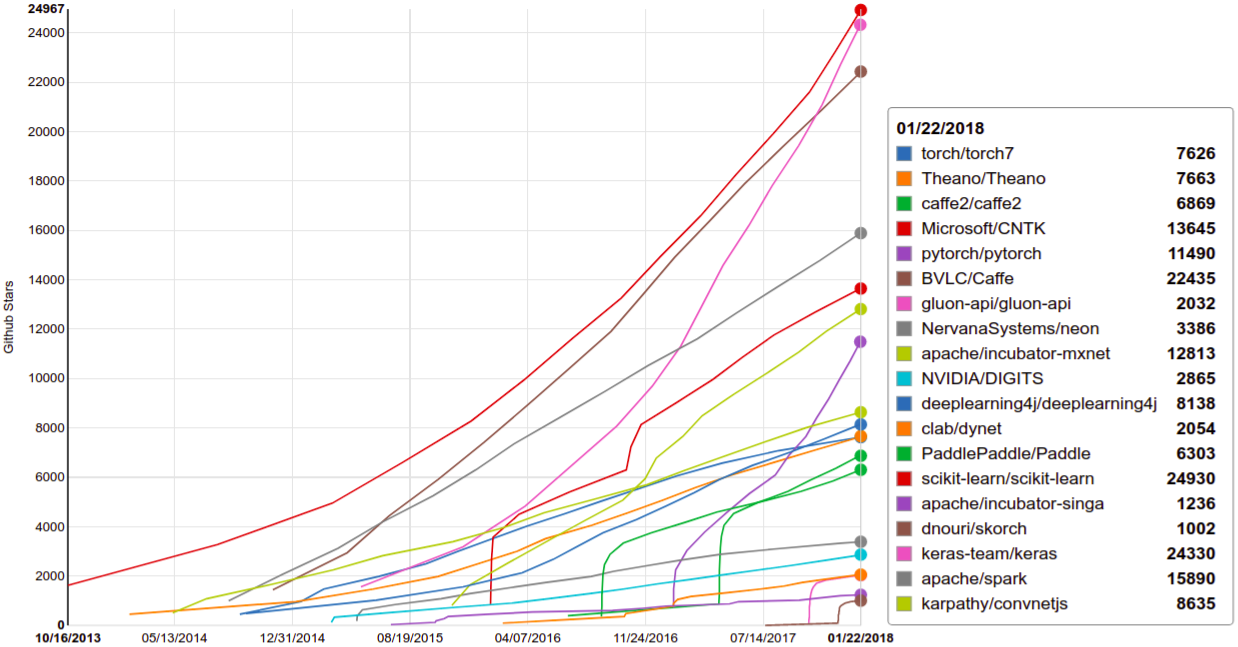 24967
24000
22000
20000
18000
16000
14000
12000
10000
8000
6000
4000
2000
0
Github Stars
10/16/2013 05/13/2014 12/31/2014 08/19/2015 04/07/2016 11/24/2016 07/14/2017 01/22/2018
01/22/2018
torch/torch7 7626
Theano/Theano 7663
caffe2/caffe2 6869
Microsoft/CNTK 13645
pytorch/pytorch 11490
BVLC/Caffe 22435
gluon-api/gluon-api 2032
NervanaSystems/neon 3386
apache/incubator-mxnet 12813
NVIDIA/DIGITS 2865
deeplearning4j/deeplearning4j 8138
clab/dynet 2054
PaddlePaddle/Paddle 6303
scikit-learn/scikit-learn 24930
apache/incubator-singa 1236
dnouri/skorch 1002
keras-team/keras 24330
apache/spark 15890
karpathy/convnetjs 8635